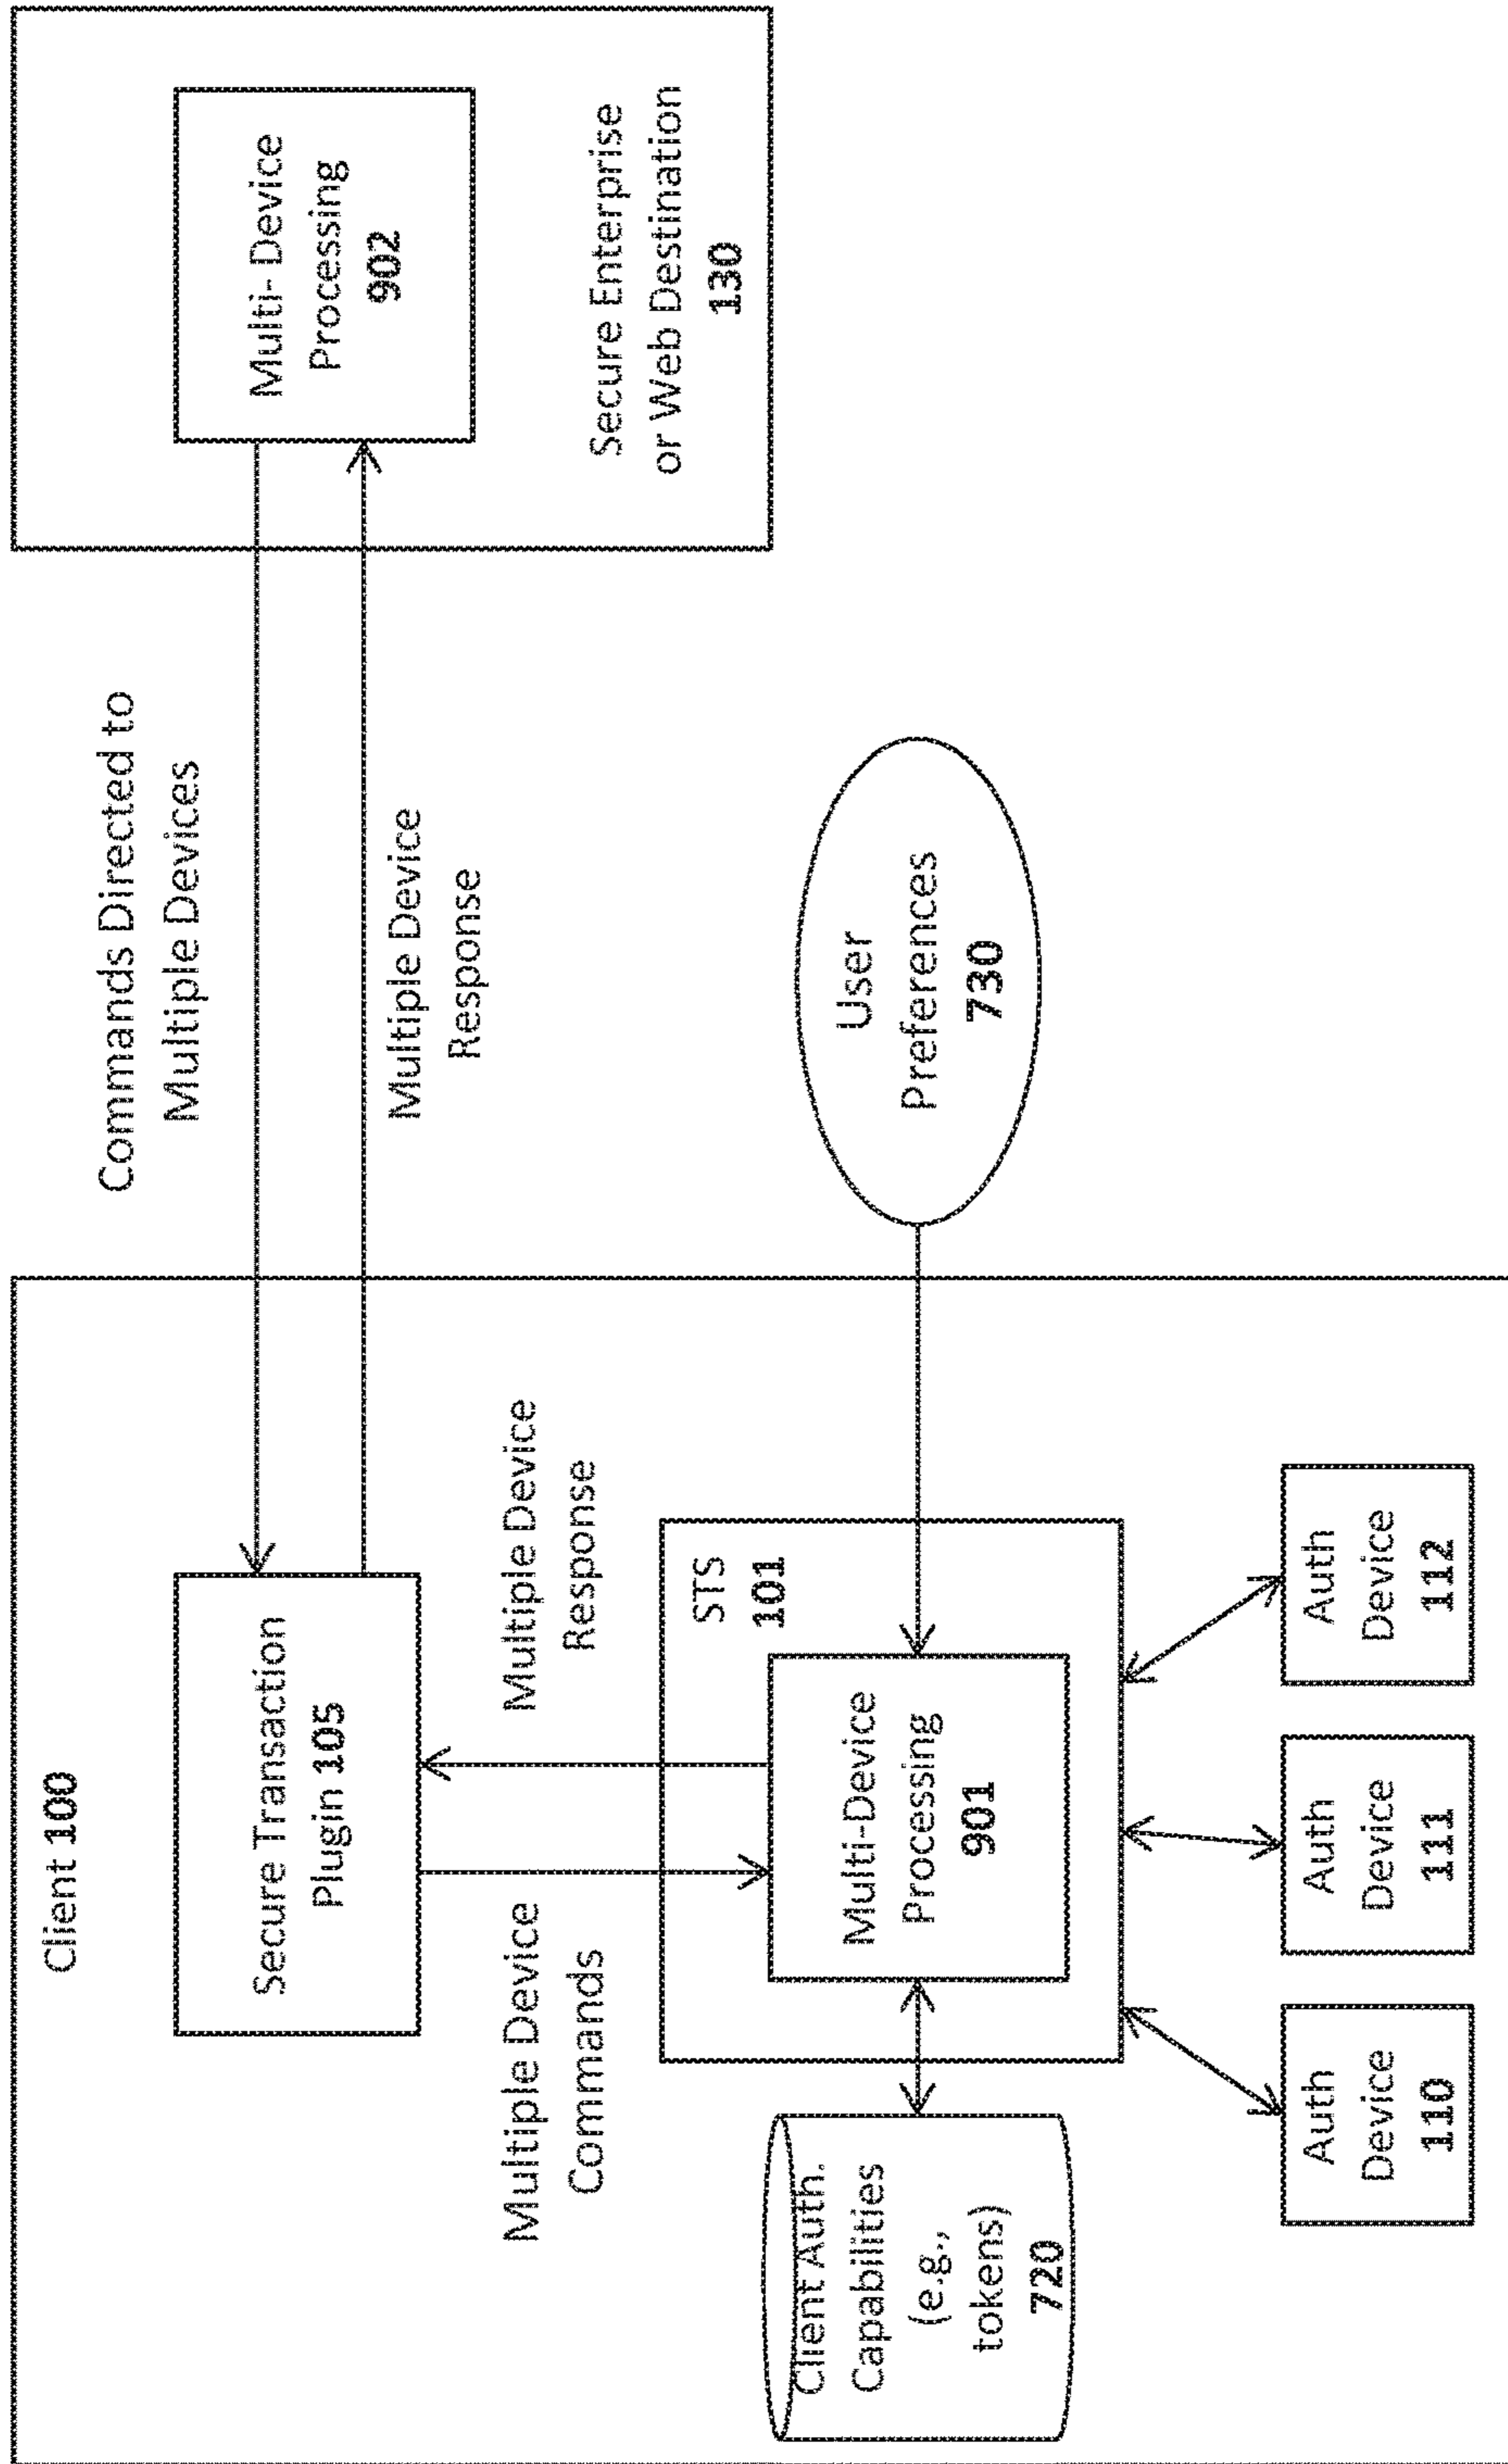 Client 100
Secure Transaction
Plugin 105
Multiple Device
Commands
Multiple Device
Response
STS
101
Multi-Device
Processing
901
Client Auth.
Capabilities
(e.g.,
tokens)
720
Auth
Device
110
Auth
Device
111
Auth
Device
112
Commands Directed to
Multiple Devices
Multiple Device
Response
User
Preferences
730
Multi- Device
Processing
902
Secure Enterprise
or Web Destination
130